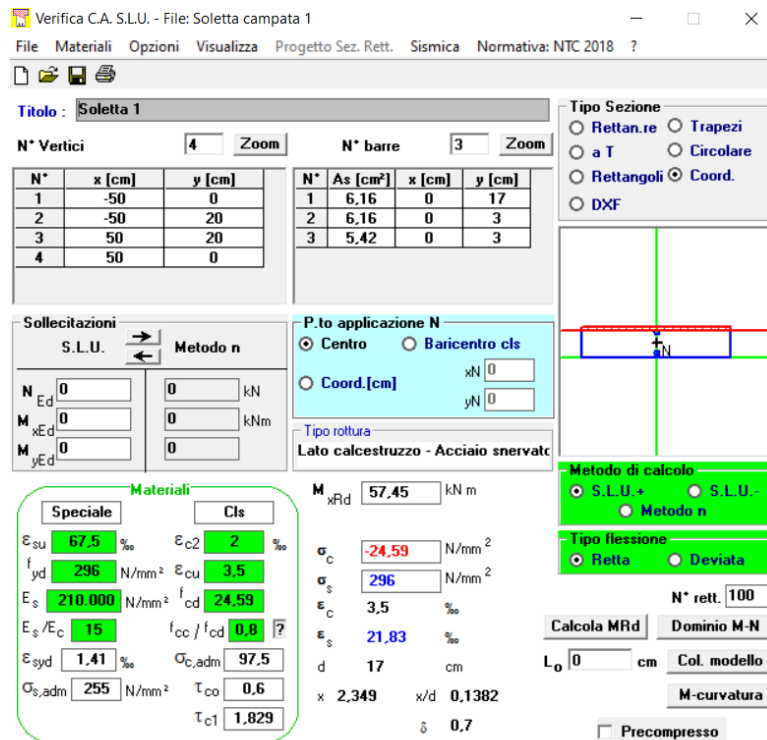 Verifica C.A. S.L.U. - File: Soletta campata 1
File Materiali Opzioni Visualizza Progetto Sez. Rett. Sismica Normativa: NTC 2018 ?
Titolo : Soletta 1
N* Vertici 4 Zoom N* barre 3 Zoom
N* x [cm] y [cm]
1 -50 0
2 -50 20
3 50 20
4 50 0
N* As [cm²] x [cm] y [cm]
1 6,16 0 17
2 6,16 0 3
3 5,42 0 3
Tipo Sezione
Rettan.re Trapezi
a T Circolare
Rettangoli Coord.
DXF
Sollecitazioni
S.L.U. Metodo n
N Ed 0 0 kN
M xEd 0 0 kNm
M yEd 0 0
P.to applicazione N
Centro Baricentro cls
Coord.[cm] xN 0
yN 0
Tipo rottura
Lato calcestruzzo - Acciaio snervato
N
Materiali
Speciale Cls
εsu 67,5 ‰ εc2 2 ‰
fyd 296 N/mm² εcu 3,5
Es 210.000 N/mm² fcd 24,59
Es/Ec 15 fcc / fcd 0,8 ?
εsyd 1,41 ‰ σc,adm 97,5
σs,adm 255 N/mm² τco 0,6
τc1 1,829
M xRd 57,45 kN m
σc -24,59 N/mm²
σs 296 N/mm²
εc 3,5 ‰
εs 21,83 ‰
d 17 cm
x 2,349 x/d 0,1382
δ 0,7
Metodo di calcolo
S.L.U.+ S.L.U.-
Metodo n
Tipo flessione
Retta Deviata
N* rett. 100
Calcola MRd Dominio M-N
Lo 0 cm Col. modello
M-curvatura
Precompresso